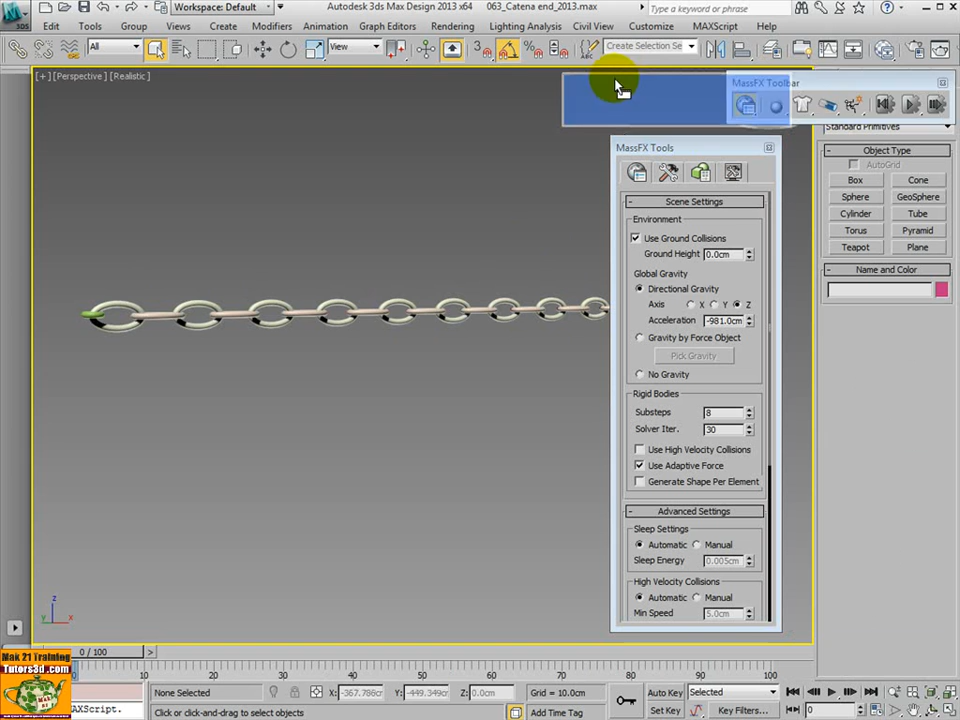 Workspace: Default
Autodesk 3ds Max Design 2013 x64
063_Catena end_2013.max
Type a keyword or phrase
3DS
Edit Tools Group Views Create Modifiers Animation Graph Editors Rendering Lighting Analysis Civil View Customize MAXScript Help
All View Create Selection Se
[+] [Perspective] [Realistic]
MassFX Toolbar
Standard Primitives
MassFX Tools
Scene Settings
Environment
Use Ground Collisions
Ground Height 0.0cm
Global Gravity
Directional Gravity
Axis X Y Z
Acceleration -981.0cm
Gravity by Force Object
Pick Gravity
No Gravity
Rigid Bodies
Substeps 8
Solver Iter. 30
Use High Velocity Collisions
Use Adaptive Force
Generate Shape Per Element
Advanced Settings
Sleep Settings
Automatic Manual
Sleep Energy 0.005cm
High Velocity Collisions
Automatic Manual
Min Speed 5.0cm
Object Type
AutoGrid
Box Cone
Sphere GeoSphere
Cylinder Tube
Torus Pyramid
Teapot Plane
Name and Color
z
y x
0 / 100
10 20 30 40 50 60 70 80 90 100
Mak 21 Training
Tutors3d.com
MAXScript.
None Selected
X: -367.786cm Y: -449.349cm Z: 0.0cm
Grid = 10.0cm
Auto Key Selected
Click or click-and-drag to select objects
Add Time Tag
Set Key Key Filters...
0